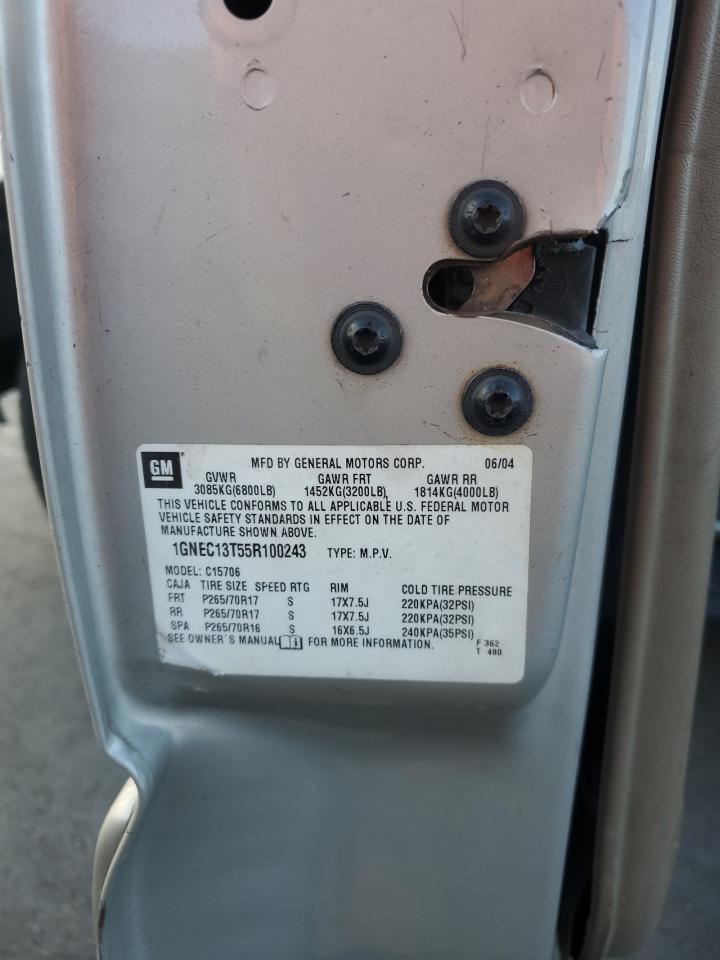 GM MFD BY GENERAL MOTORS CORP. 06/04
GVWR GAWR FRT GAWR RR
3085KG(6800LB) 1452KG(3200LB) 1814KG(4000LB)
THIS VEHICLE CONFORMS TO ALL APPLICABLE U.S. FEDERAL MOTOR
VEHICLE SAFETY STANDARDS IN EFFECT ON THE DATE OF
MANUFACTURE SHOWN ABOVE.
1GNEC13T55R100243 TYPE: M.P.V.
MODEL: C15706
CAJA TIRE SIZE SPEED RTG RIM COLD TIRE PRESSURE
FRT P265/70R17 S 17X7.5J 220KPA(32PSI)
RR P265/70R17 S 17X7.5J 220KPA(32PSI)
SPA P265/70R16 S 16X6.5J 240KPA(35PSI)
SEE OWNER'S MANUAL FOR MORE INFORMATION. F 362
T 480